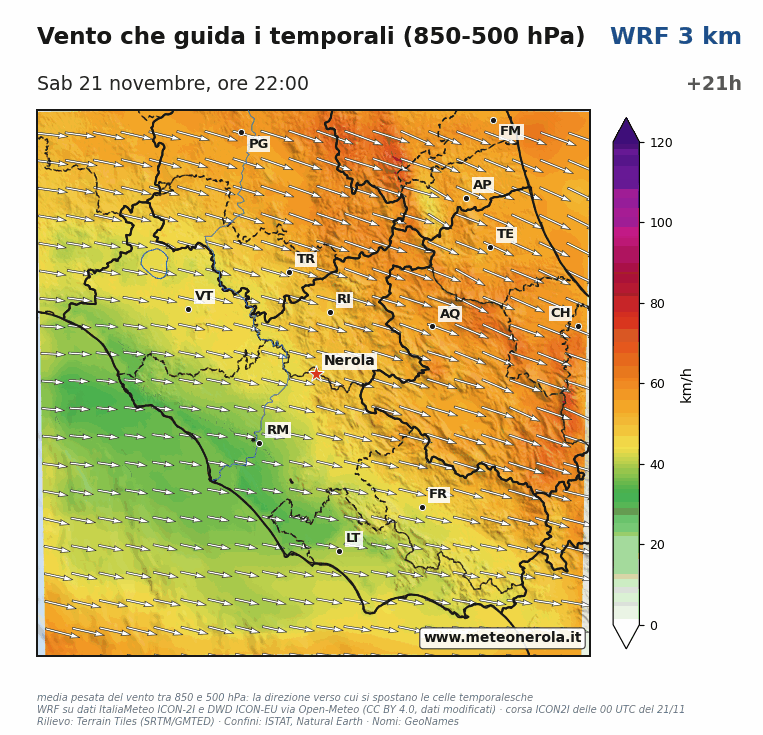 Vento che guida i temporali (850-500 hPa) WRF 3 km
Sab 21 novembre, ore 22:00 +21h
FM
PG
AP
TE
TR
VT
RI
AQ
CH
Nerola
RM
FR
LT
www.meteonerola.it
120
100
80
60
40
20
0
km/h
media pesata del vento tra 850 e 500 hPa: la direzione verso cui si spostano le celle temporalesche
WRF su dati ItaliaMeteo ICON-2I e DWD ICON-EU via Open-Meteo (CC BY 4.0, dati modificati) · corsa ICON2I delle 00 UTC del 21/11
Rilievo: Terrain Tiles (SRTM/GMTED) · Confini: ISTAT, Natural Earth · Nomi: GeoNames